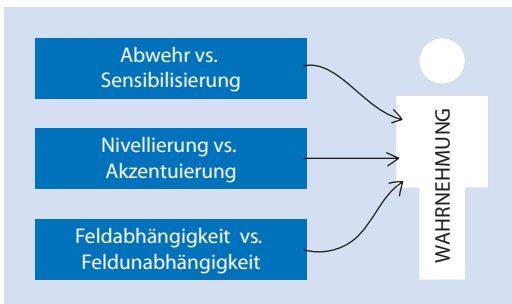 Abwehr vs.
Sensibilisierung
Nivellierung vs.
Akzentuierung
Feldabhängigkeit vs.
Feldunabhängigkeit
WAHRNEHMUNG